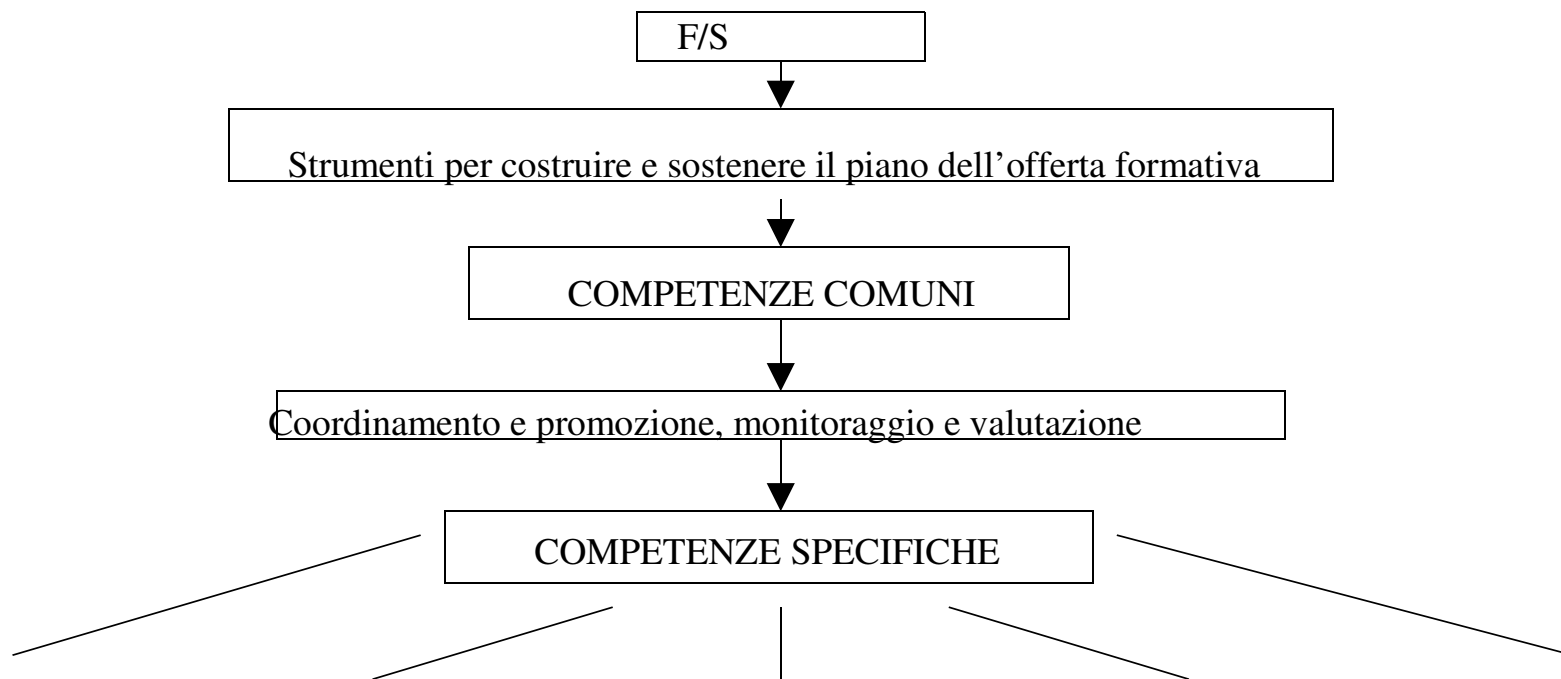 F/S
Strumenti per costruire e sostenere il piano dell’offerta formativa
COMPETENZE COMUNI
Coordinamento e promozione, monitoraggio e valutazione
COMPETENZE SPECIFICHE